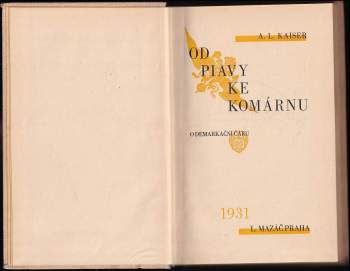 A. L. KAISER
OD
PIAVY
KE
KOMÁRNU
O DEMARKAČNÍ ČÁRU
1931
L. MAZÁČ PRAHA